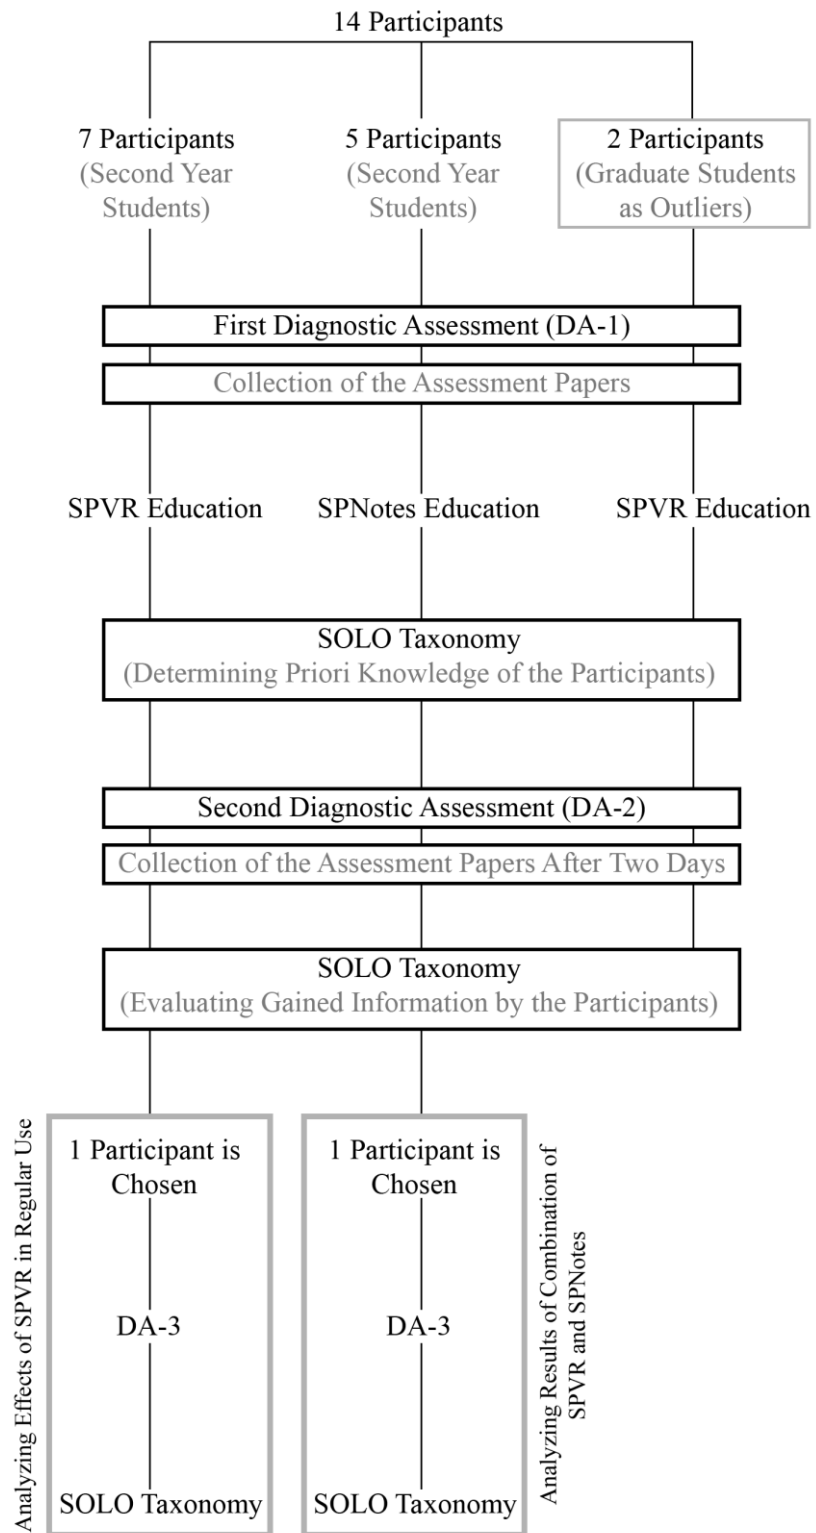 14 Participants
7 Participants
(Second Year
Students)
5 Participants
(Second Year
Students)
2 Participants
(Graduate Students
as Outliers)
First Diagnostic Assessment (DA-1)
Collection of the Assessment Papers
SPVR Education
SPNotes Education
SPVR Education
SOLO Taxonomy
(Determining Priori Knowledge of the Participants)
Second Diagnostic Assessment (DA-2)
Collection of the Assessment Papers After Two Days
SOLO Taxonomy
(Evaluating Gained Information by the Participants)
Analyzing Effects of SPVR in Regular Use
1 Participant is
Chosen
DA-3
SOLO Taxonomy
1 Participant is
Chosen
DA-3
SOLO Taxonomy
Analyzing Results of Combination of
SPVR and SPNotes